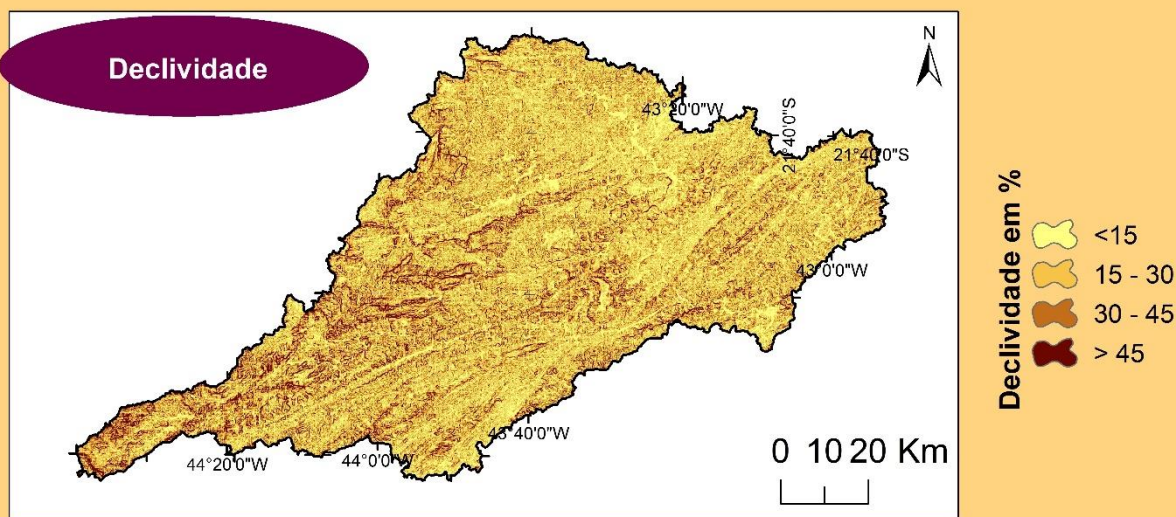 Declividade
N
43°20'0"W
21°40'0"S
21°40'0"S
43°0'0"W
43°40'0"W
44°0'0"W
44°20'0"W
0 10 20 Km
Declividade em %
<15
15 - 30
30 - 45
> 45